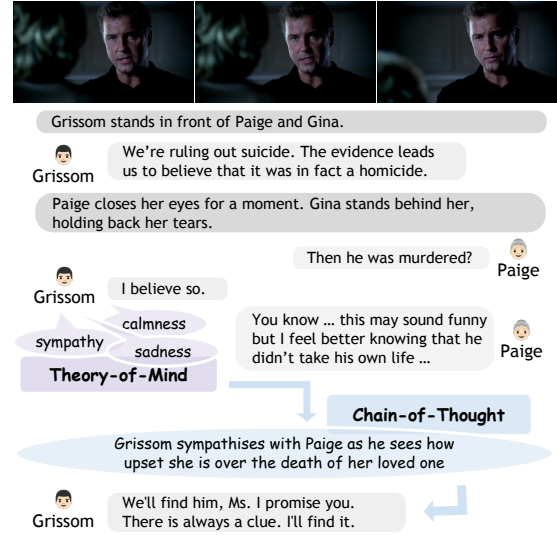 Grissom stands in front of Paige and Gina.
Grissom
We're ruling out suicide. The evidence leads
us to believe that it was in fact a homicide.
Paige closes her eyes for a moment. Gina stands behind her,
holding back her tears.
Then he was murdered?
Paige
Grissom
I believe so.
calmness
sympathy
sadness
Theory-of-Mind
You know ... this may sound funny
but I feel better knowing that he
didn't take his own life ...
Paige
Chain-of-Thought
Grissom sympathises with Paige as he sees how
upset she is over the death of her loved one
Grissom
We'll find him, Ms. I promise you.
There is always a clue. I'll find it.